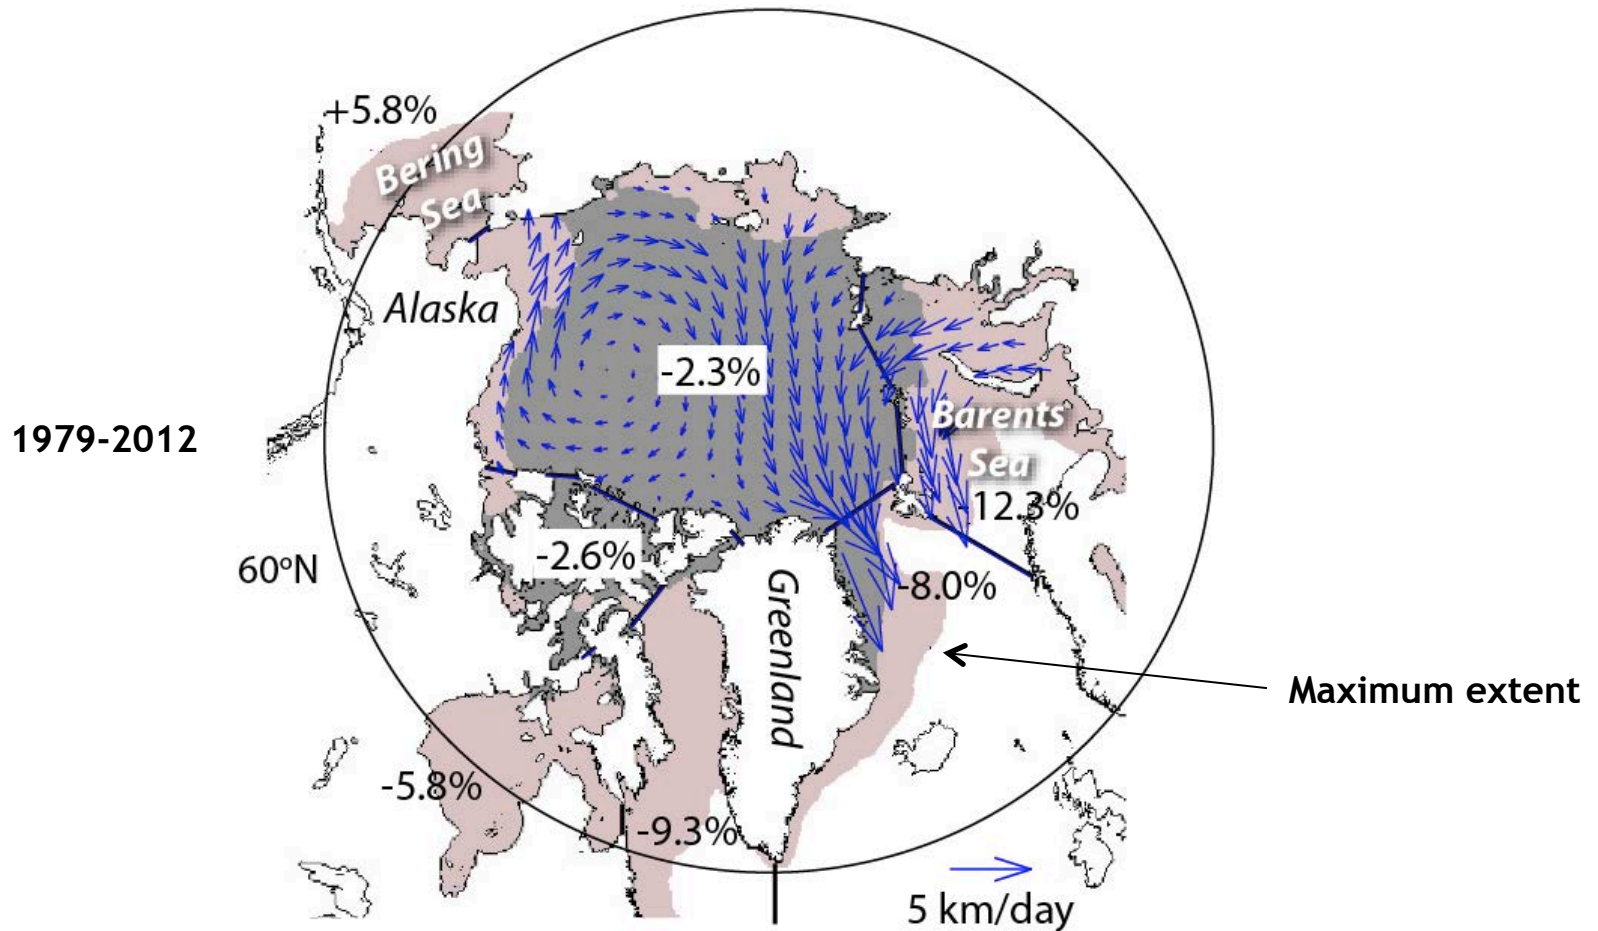 +5.8%
Bering
Sea
Alaska
-2.3%
1979-2012
Barents
Sea
-12.3%
60ºN
-2.6%
-8.0%
Greenland
Maximum extent
-5.8%
-9.3%
5 km/day